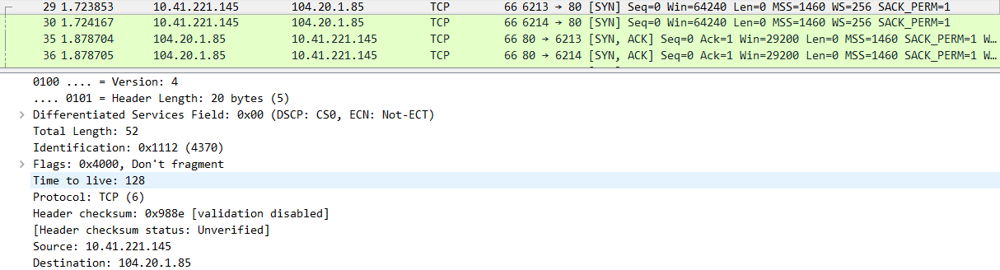 29 1.723853 10.41.221.145 104.20.1.85 TCP 66 6213 → 80 [SYN] Seq=0 Win=64240 Len=0 MSS=1460 WS=256 SACK_PERM=1
30 1.724167 10.41.221.145 104.20.1.85 TCP 66 6214 → 80 [SYN] Seq=0 Win=64240 Len=0 MSS=1460 WS=256 SACK_PERM=1
35 1.878704 104.20.1.85 10.41.221.145 TCP 66 80 → 6213 [SYN, ACK] Seq=0 Ack=1 Win=29200 Len=0 MSS=1460 SACK_PERM=1 W…
36 1.878705 104.20.1.85 10.41.221.145 TCP 66 80 → 6214 [SYN, ACK] Seq=0 Ack=1 Win=29200 Len=0 MSS=1460 SACK_PERM=1 W…
0100 .... = Version: 4
.... 0101 = Header Length: 20 bytes (5)
Differentiated Services Field: 0x00 (DSCP: CS0, ECN: Not-ECT)
Total Length: 52
Identification: 0x1112 (4370)
Flags: 0x4000, Don't fragment
Time to live: 128
Protocol: TCP (6)
Header checksum: 0x988e [validation disabled]
[Header checksum status: Unverified]
Source: 10.41.221.145
Destination: 104.20.1.85